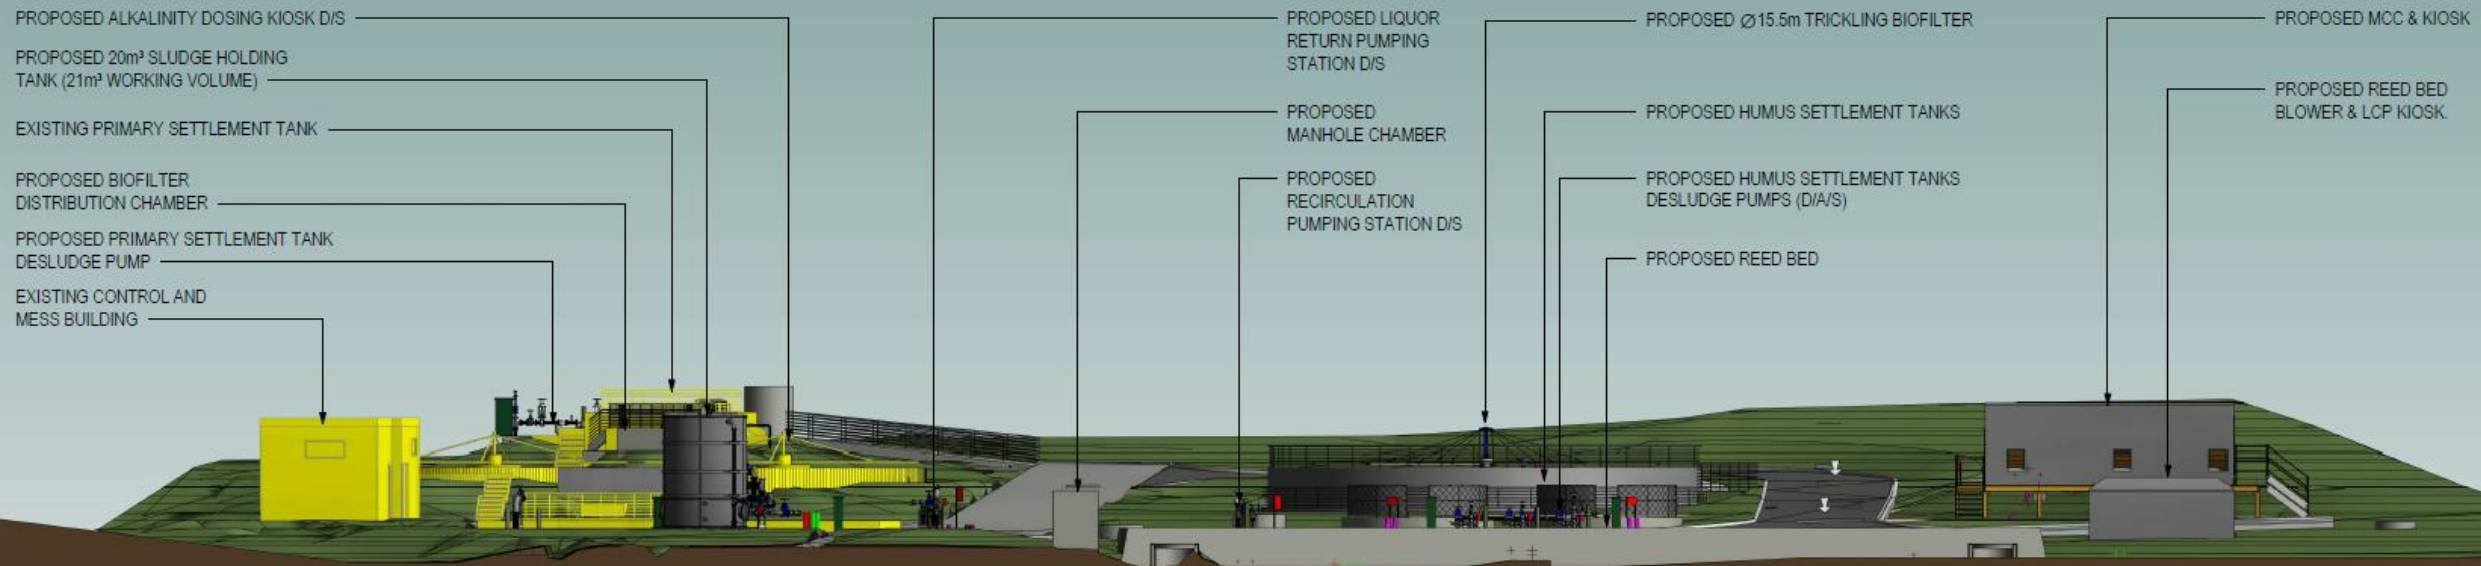 PROPOSED ALKALINITY DOSING KIOSK D/S
PROPOSED 20m³ SLUDGE HOLDING
TANK (21m³ WORKING VOLUME)
EXISTING PRIMARY SETTLEMENT TANK
PROPOSED BIOFILTER
DISTRIBUTION CHAMBER
PROPOSED PRIMARY SETTLEMENT TANK
DESLUDGE PUMP
EXISTING CONTROL AND
MESS BUILDING
PROPOSED LIQUOR
RETURN PUMPING
STATION D/S
PROPOSED
MANHOLE CHAMBER
PROPOSED
RECIRCULATION
PUMPING STATION D/S
PROPOSED Ø15.5m TRICKLING BIOFILTER
PROPOSED HUMUS SETTLEMENT TANKS
PROPOSED HUMUS SETTLEMENT TANKS
DESLUDGE PUMPS (D/A/S)
PROPOSED REED BED
PROPOSED MCC & KIOSK
PROPOSED REED BED
BLOWER & LCP KIOSK.